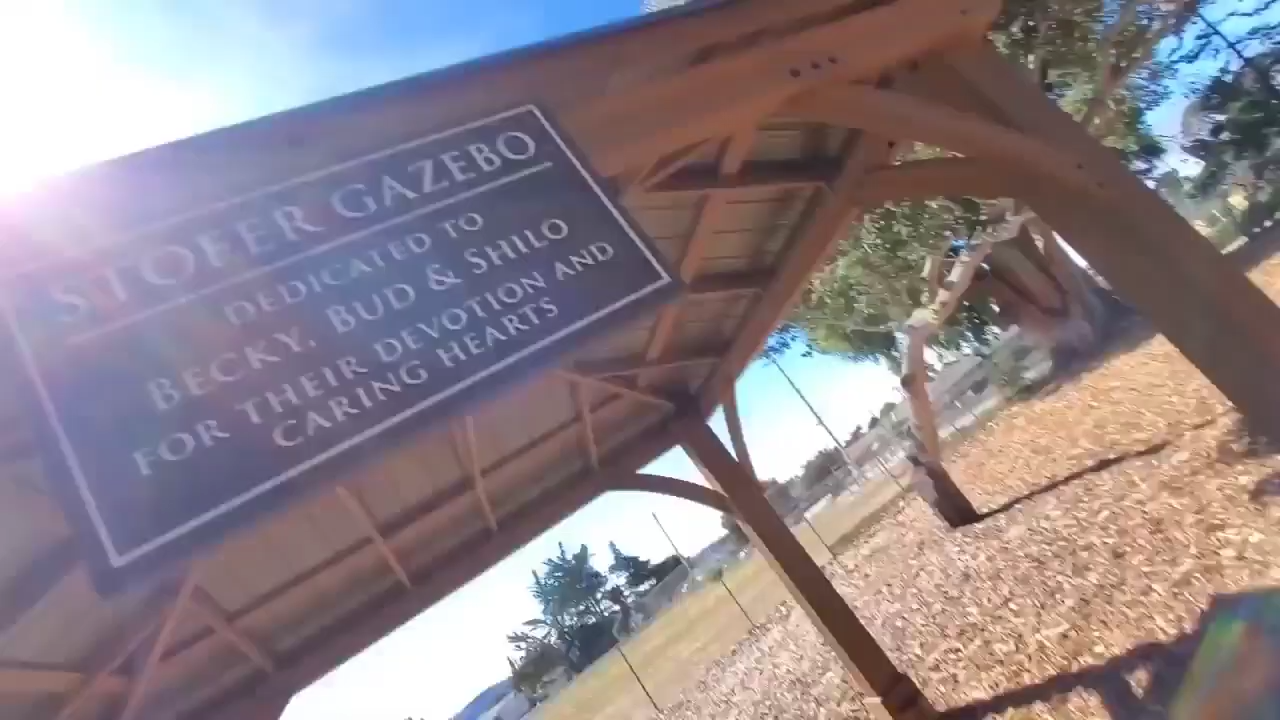 STOFER GAZEBO
DEDICATED TO
BECKY, BUD & SHILO
FOR THEIR DEVOTION AND
CARING HEARTS